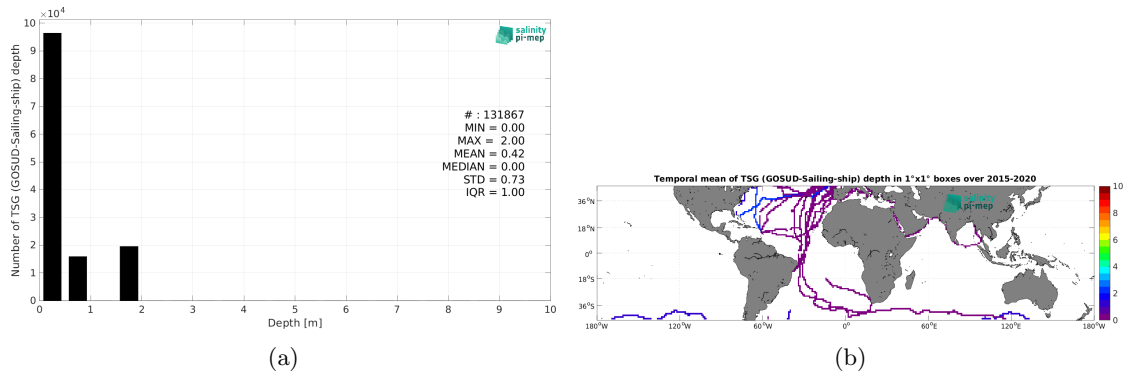 ×10⁴
10
9
8
7
6
5
4
3
2
1
0
Number of TSG (GOSUD-Sailing-ship) depth
salinity
pi-mep
# : 131867
MIN = 0.00
MAX = 2.00
MEAN = 0.42
MEDIAN = 0.00
STD = 0.73
IQR = 1.00
0 1 2 3 4 5 6 7 8 9 10
Depth [m]
(a)
Temporal mean of TSG (GOSUD-Sailing-ship) depth in 1°x1° boxes over 2015-2020
salinity
pi-mep
36°N
18°N
0°
18°S
36°S
180°W 120°W 60°W 0° 60°E 120°E 180°W
10
8
6
4
2
0
(b)